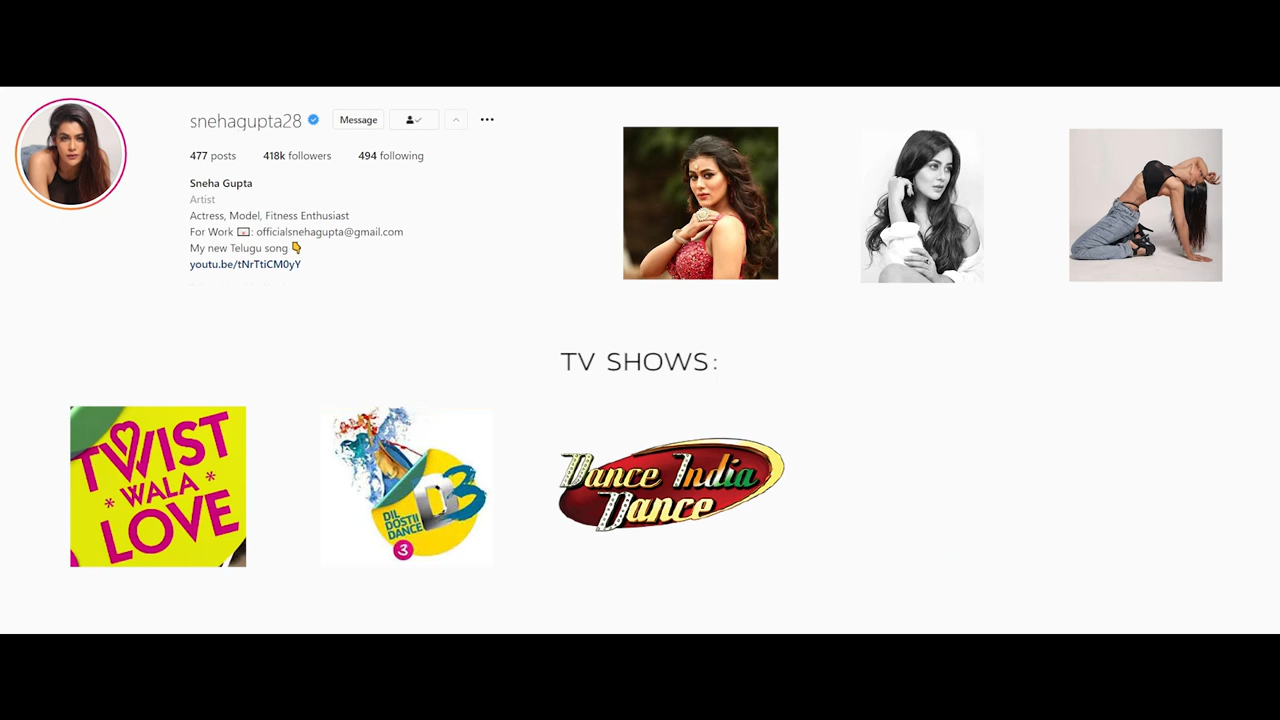 snehagupta28
Message
477 posts 418k followers 494 following
Sneha Gupta
Artist
Actress, Model, Fitness Enthusiast
For Work 💌: officialsnehagupta@gmail.com
My new Telugu song 👇
youtu.be/tNrTtiCM0yY
TV SHOWS:
TWIST
*WALA*
LOVE
D3
DIL
DOSTII
DANCE
3
Dance India
Dance